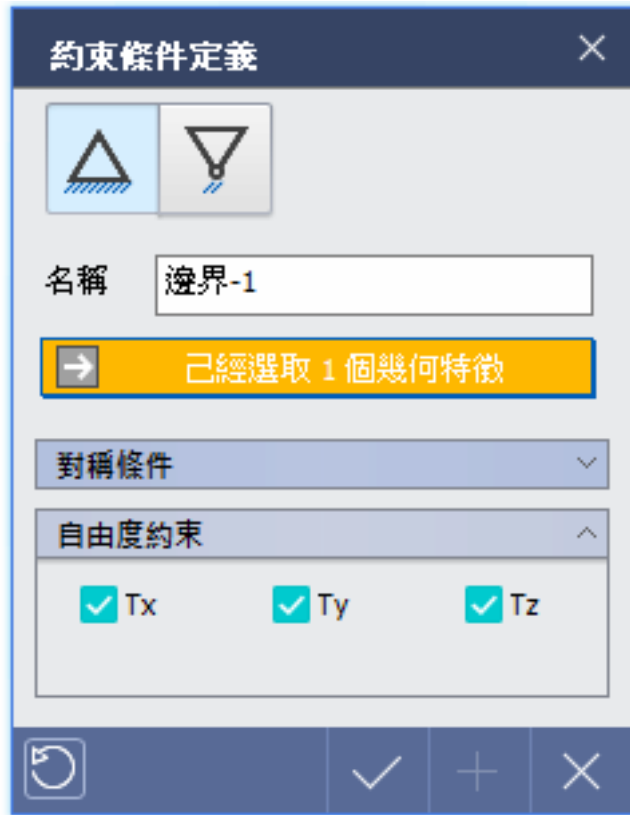 約束條件定義
名稱 邊界-1
己經選取 1 個幾何特徵
對稱條件
自由度約束
Tx Ty Tz